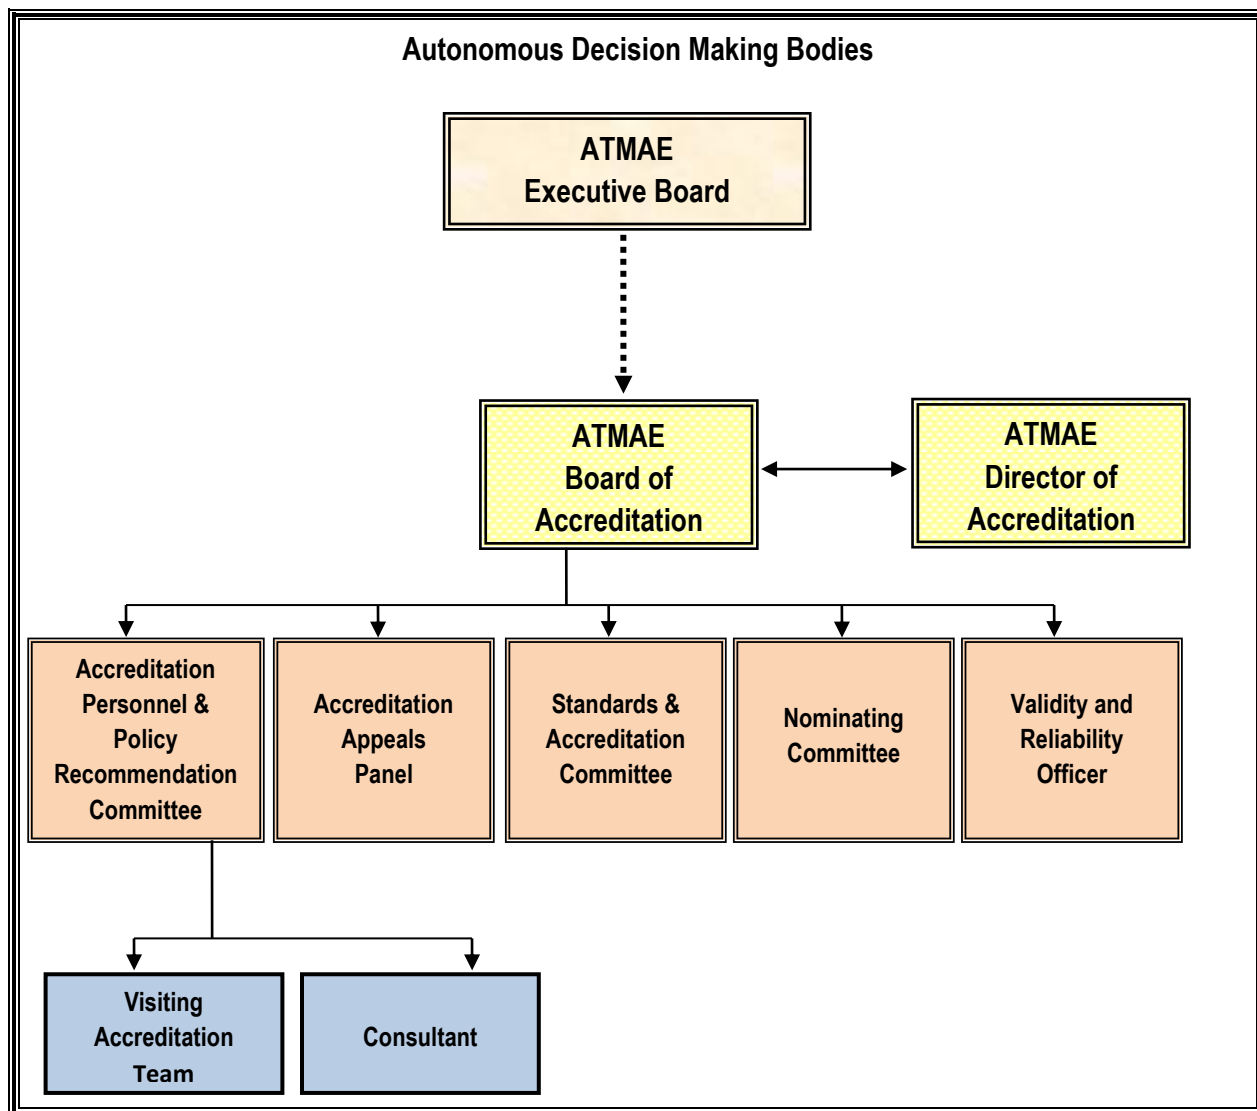 Autonomous Decision Making Bodies
ATMAE
Executive Board
ATMAE
Board of
Accreditation
ATMAE
Director of
Accreditation
Accreditation
Personnel &
Policy
Recommendation
Committee
Accreditation
Appeals
Panel
Standards &
Accreditation
Committee
Nominating
Committee
Validity and
Reliability
Officer
Visiting
Accreditation
Team
Consultant